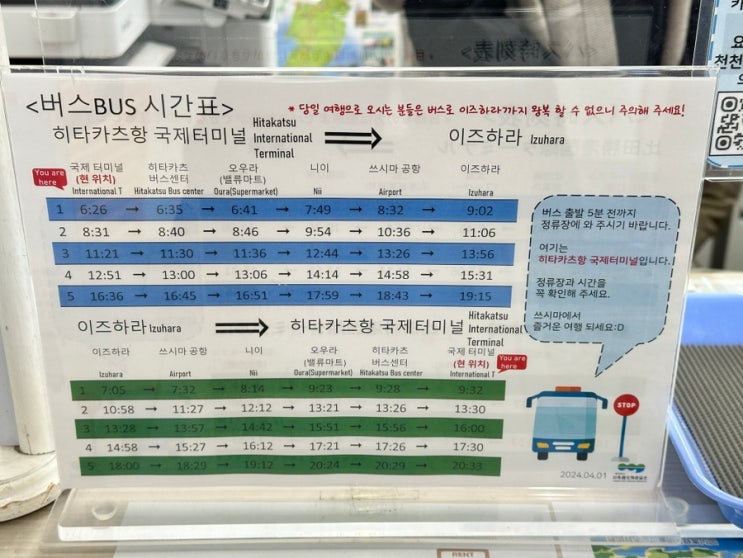 <버스BUS 시간표>
* 당일 여행으로 오시는 분들은 버스로 이즈하라까지 왕복 할 수 없으니 주의해 주세요!
히타카츠항 국제터미널 Hitakatsu International Terminal ⟹ 이즈하라 Izuhara
You are here
국제 터미널 (현 위치) International T
히타카츠 버스센터 Hitakatsu Bus center
오우라 (밸류마트) Oura(Supermarket)
니이 Nii
쓰시마 공항 Airport
이즈하라 Izuhara
1 6:26 → 6:35 → 6:41 → 7:49 → 8:32 → 9:02
2 8:31 → 8:40 → 8:46 → 9:54 → 10:36 → 11:06
3 11:21 → 11:30 → 11:36 → 12:44 → 13:26 → 13:56
4 12:51 → 13:00 → 13:06 → 14:14 → 14:58 → 15:31
5 16:36 → 16:45 → 16:51 → 17:59 → 18:43 → 19:15
이즈하라 Izuhara ⟹ 히타카츠항 국제터미널 Hitakatsu International Terminal
이즈하라 Izuhara
쓰시마 공항 Airport
니이 Nii
오우라 (밸류마트) Oura(Supermarket)
히타카츠 버스센터 Hitakatsu Bus center
국제 터미널 (현 위치) International T
You are here
1 7:05 → 7:32 → 8:14 → 9:23 → 9:28 → 9:32
2 10:58 → 11:27 → 12:12 → 13:21 → 13:26 → 13:30
3 13:28 → 13:57 → 14:42 → 15:51 → 15:56 → 16:00
4 14:58 → 15:27 → 16:12 → 17:21 → 17:26 → 17:30
5 18:00 → 18:29 → 19:12 → 20:24 → 20:29 → 20:33
버스 출발 5분 전까지
정류장에 와 주시기 바랍니다.
여기는
히타카츠항 국제터미널입니다.
정류장과 시간을
꼭 확인해 주세요.
쓰시마에서
즐거운 여행 되세요:D
STOP
2024.04.01
천천
RENT